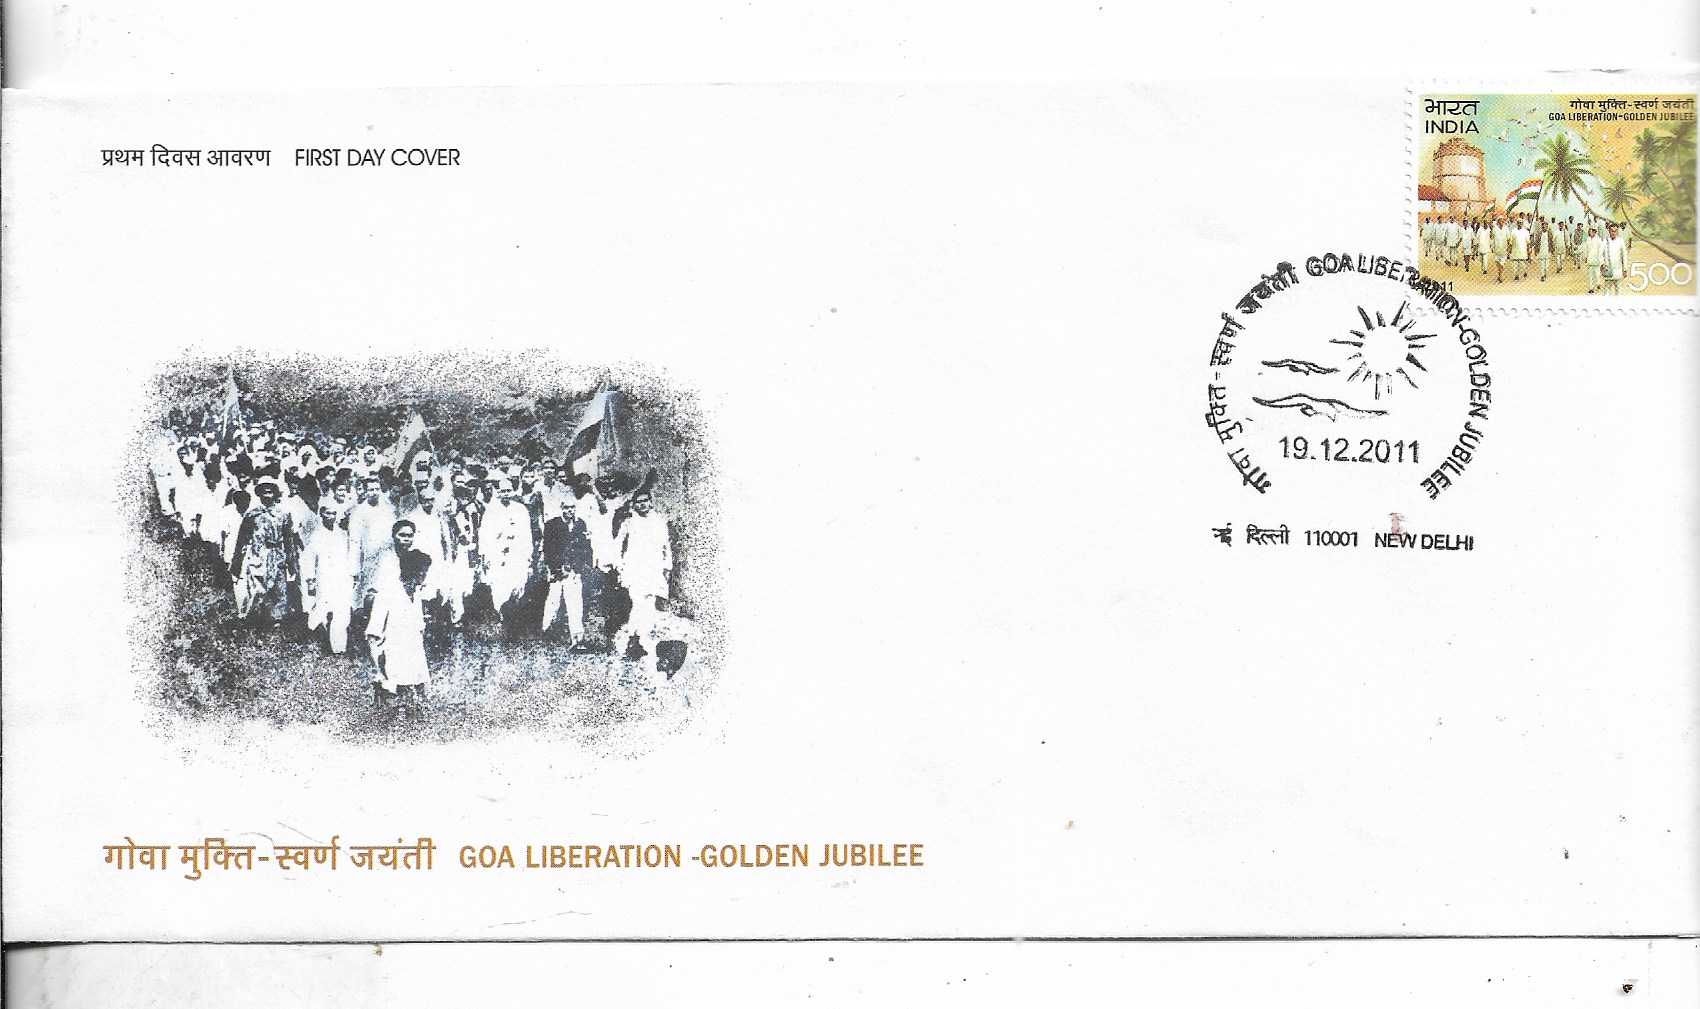 प्रथम दिवस आवरण FIRST DAY COVER
भारत
INDIA
गोवा मुक्ति-स्वर्ण जयंती
GOA LIBERATION-GOLDEN JUBILEE
2011
500
गोवा मुक्ति - स्वर्ण जयंती GOA LIBERATION-GOLDEN JUBILEE
19.12.2011
नई दिल्ली 110001 NEW DELHI
गोवा मुक्ति-स्वर्ण जयंती GOA LIBERATION -GOLDEN JUBILEE